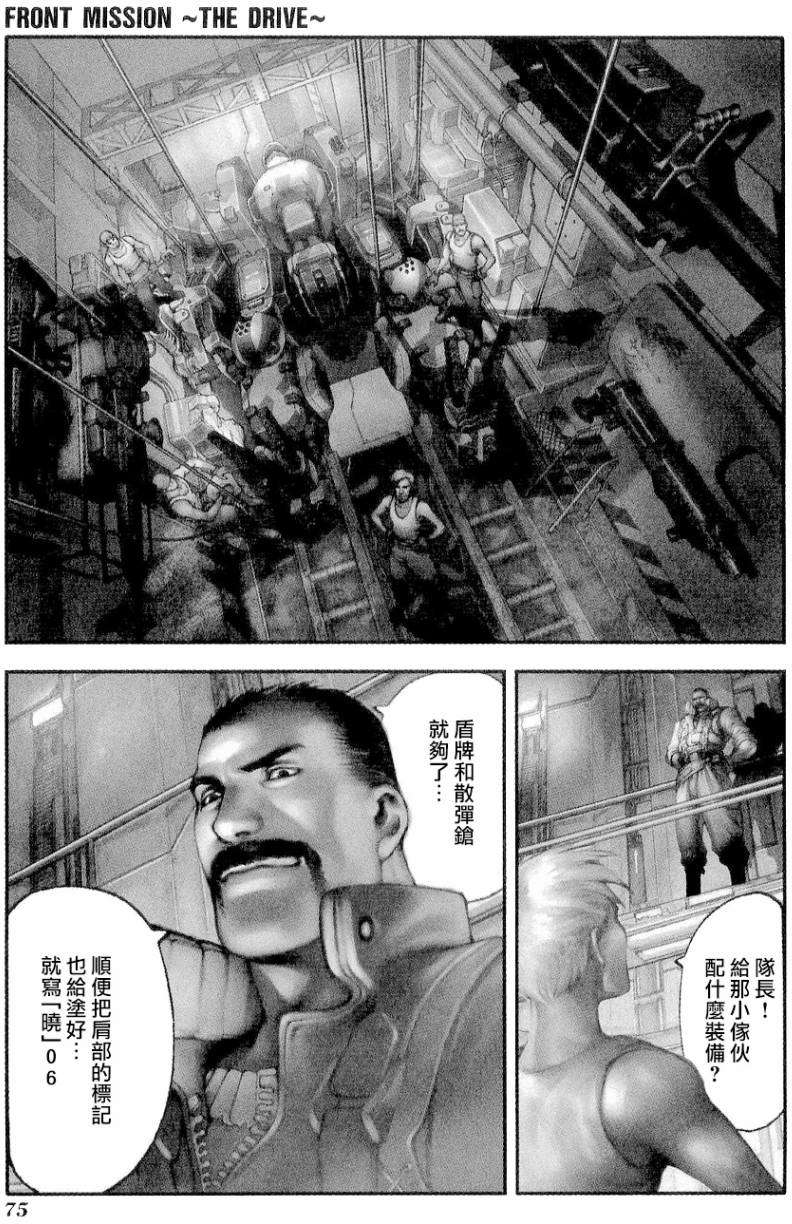 FRONT MISSION ~THE DRIVE~
隊長！
給那小傢伙
配什麼裝備？
盾牌和散彈鎗
就夠了…
順便把肩部的標記
也給塗好…
就寫「曉」06
75